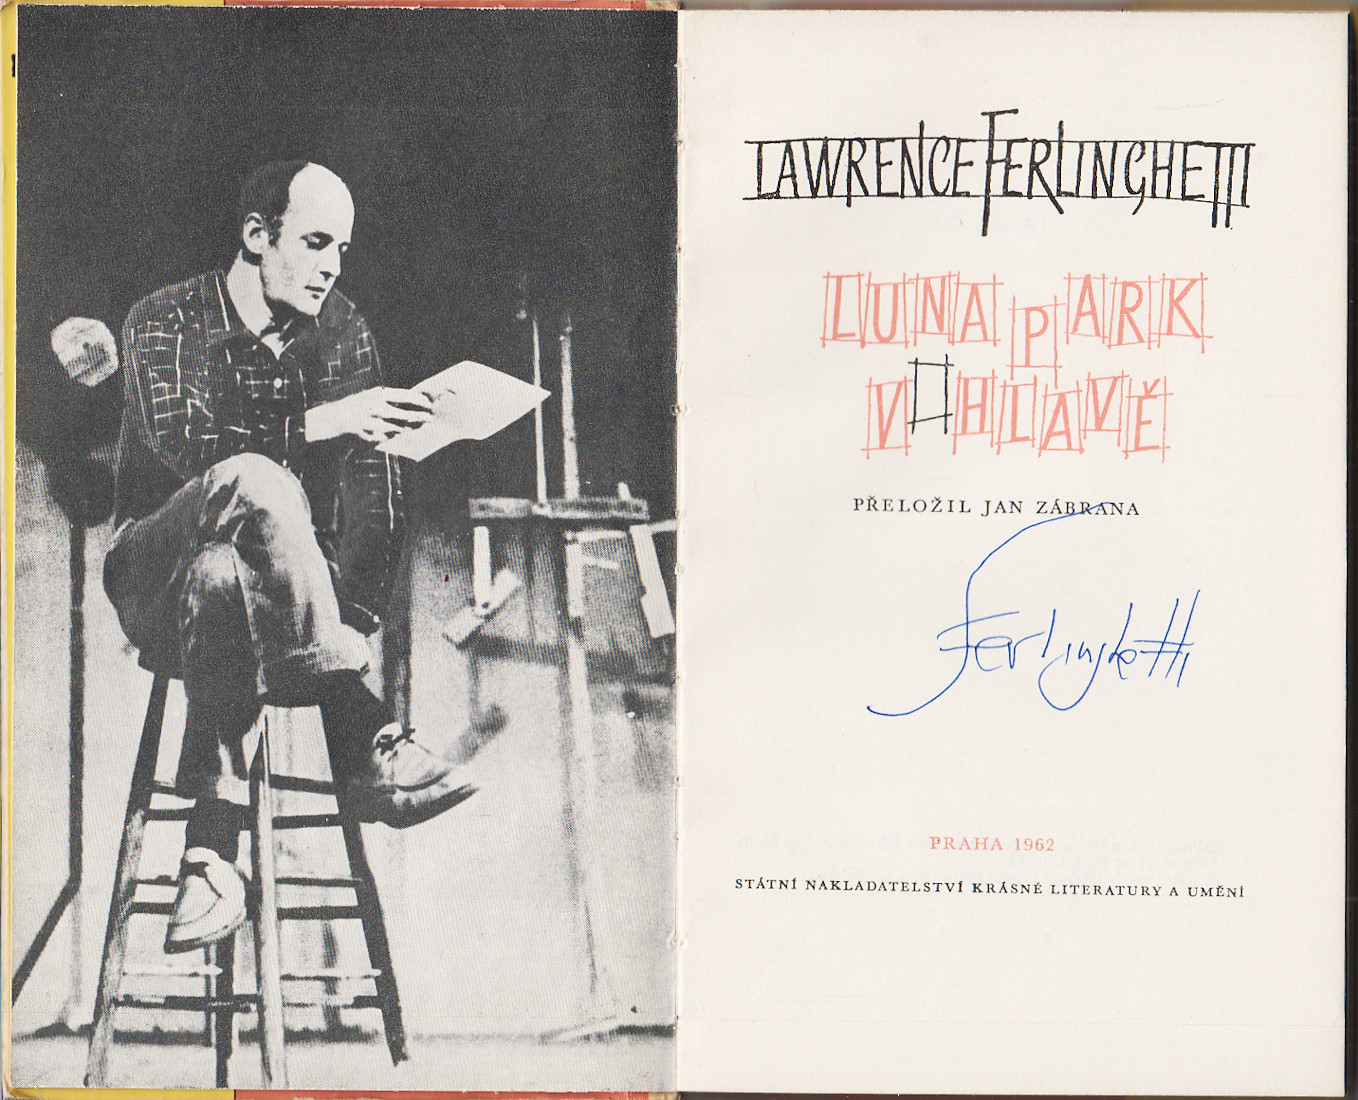 LAWRENCE FERLINGHETTI
LUNAPARK
V HLAVĚ
PŘELOŽIL JAN ZÁBRANA
Ferlinghetti
PRAHA 1962
STÁTNÍ NAKLADATELSTVÍ KRÁSNÉ LITERATURY A UMĚNÍ